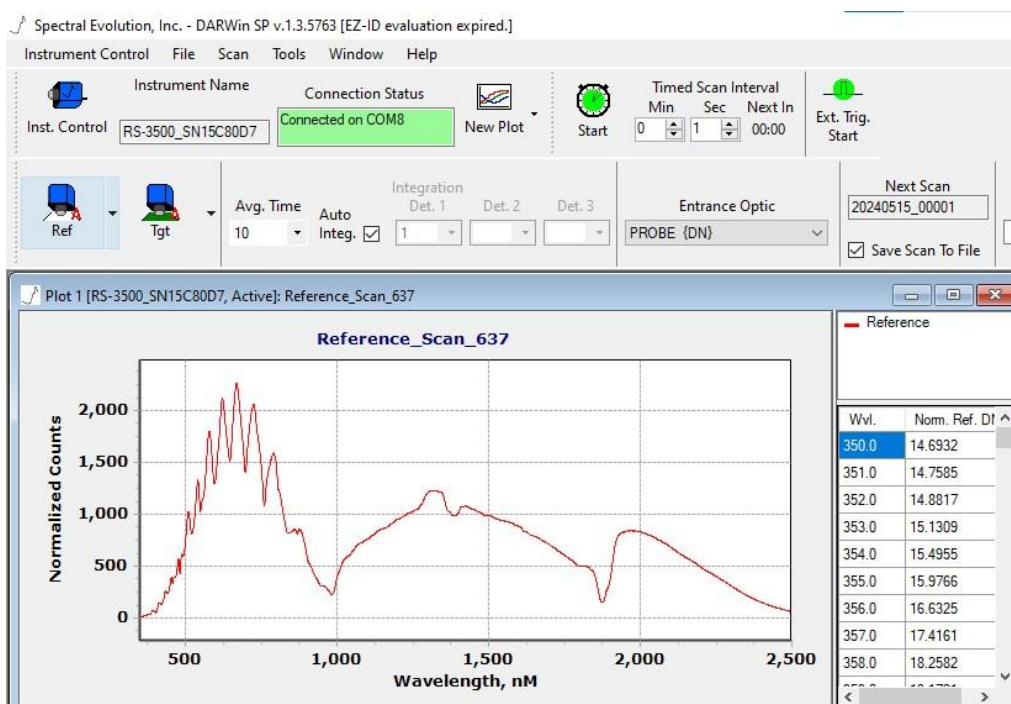 Spectral Evolution, Inc. - DARWin SP v.1.3.5763 [EZ-ID evaluation expired.]
Instrument Control File Scan Tools Window Help
Inst. Control
Instrument Name
RS-3500_SN15C80D7
Connection Status
Connected on COM8
New Plot
Start
Timed Scan Interval
Min Sec Next In
0 1 00:00
Ext. Trig.
Start
Ref
Tgt
Avg. Time
10
Auto
Integ.
Integration
Det. 1 Det. 2 Det. 3
1
Entrance Optic
PROBE {DN}
Next Scan
20240515_00001
Save Scan To File
Plot 1 [RS-3500_SN15C80D7, Active]: Reference_Scan_637
Reference_Scan_637
Normalized Counts
2,000
1,500
1,000
500
0
500 1,000 1,500 2,000 2,500
Wavelength, nM
Reference
Wvl. Norm. Ref.
350.0 14.6932
351.0 14.7585
352.0 14.8817
353.0 15.1309
354.0 15.4955
355.0 15.9766
356.0 16.6325
357.0 17.4161
358.0 18.2582